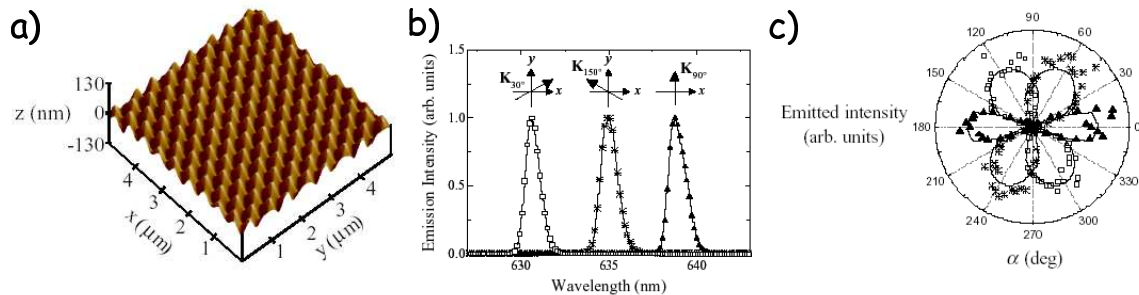 a)
130
z (nm) 0
-130
4
3
2
1
x (μm)
4
3
2
1
y (μm)
b)
Emission Intensity (arb. units)
1.5
1.0
0.5
0.0
K30° y x
K150° y x
K90° y x
630 635 640
Wavelength (nm)
c)
Emitted intensity
(arb. units)
90
120 60
150
180 0
210 330
240 300
270
α (deg)